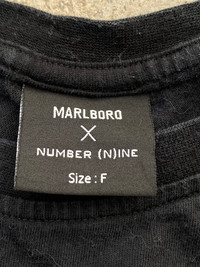 MARLBORO
X
NUMBER (N)INE
Size : F